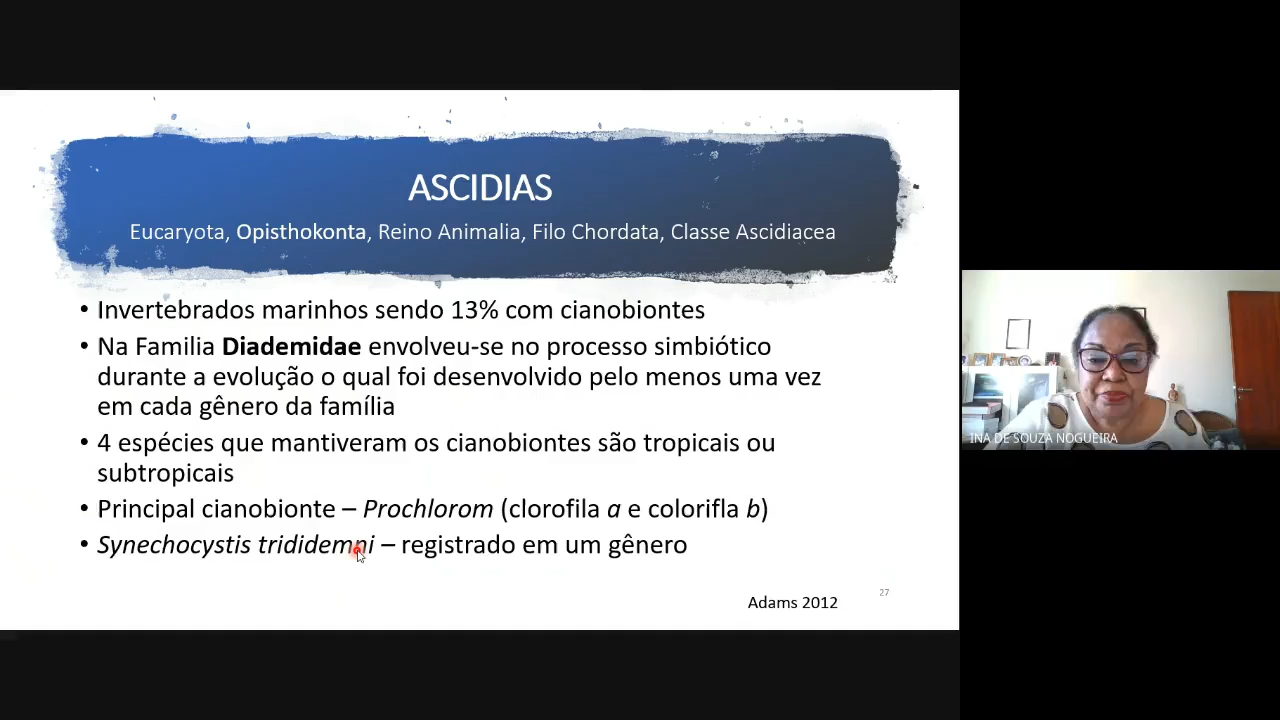 ASCIDIAS
Eucaryota, Opisthokonta, Reino Animalia, Filo Chordata, Classe Ascidiacea
• Invertebrados marinhos sendo 13% com cianobiontes
• Na Familia Diademidae envolveu-se no processo simbiótico
durante a evolução o qual foi desenvolvido pelo menos uma vez
em cada gênero da família
• 4 espécies que mantiveram os cianobiontes são tropicais ou
subtropicais
• Principal cianobionte – Prochlorom (clorofila a e colorifla b)
• Synechocystis trididemni – registrado em um gênero
Adams 2012
27
INA DE SOUZA NOGUEIRA